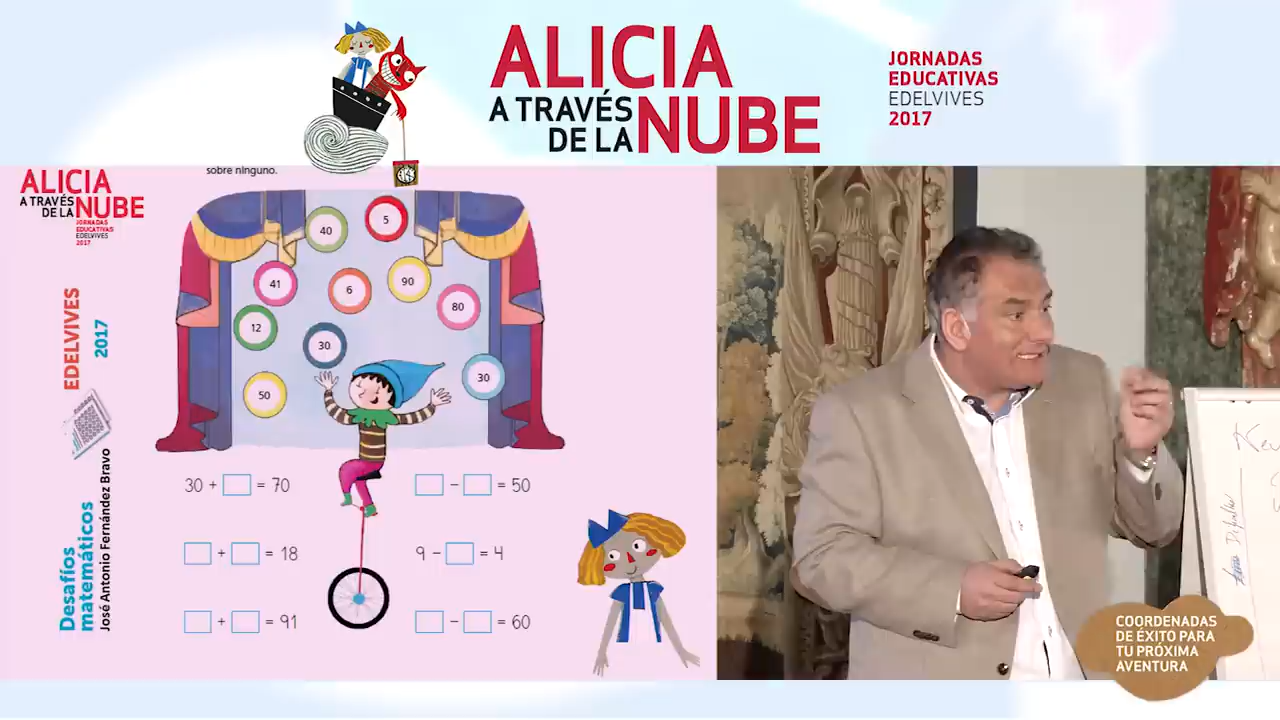 ALICIA
A TRAVÉS
DE LA NUBE
JORNADAS
EDUCATIVAS
EDELVIVES
2017
ALICIA
A TRAVÉS
DE LA NUBE
JORNADAS
EDUCATIVAS
EDELVIVES
2017
EDELVIVES
2017
Desafíos
matemáticos
José Antonio Fernández Bravo
sobre ninguno.
40
5
41
6
90
80
12
30
30
50
30 + = 70
- = 50
+ = 18
9 - = 4
+ = 91
- = 60
COORDENADAS
DE ÉXITO PARA
TU PRÓXIMA
AVENTURA